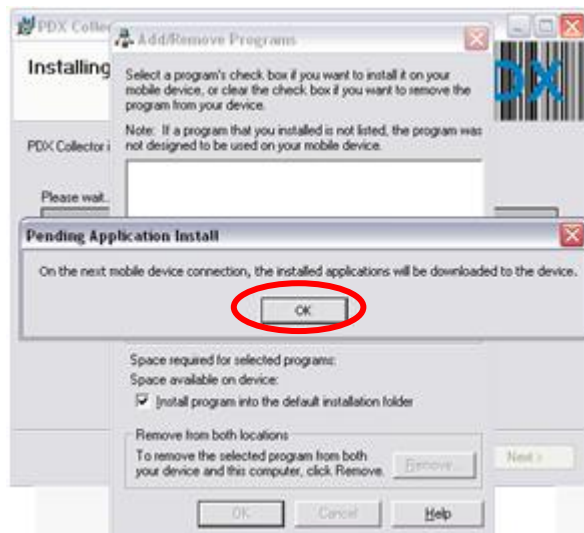 PDX Collec
Add/Remove Programs
Installing
PDX
Select a program's check box if you want to install it on your
mobile device, or clear the check box if you want to remove the
program from your device.
Note: If a program that you installed is not listed, the program was
not designed to be used on your mobile device.
PDX Collector i
Please wait..
Pending Application Install
On the next mobile device connection, the installed applications will be downloaded to the device.
OK
Space required for selected programs:
Space available on device:
Install program into the default installation folder
Remove from both locations
To remove the selected program from both
your device and this computer, click Remove.
Remove...
Next >
OK
Cancel
Help